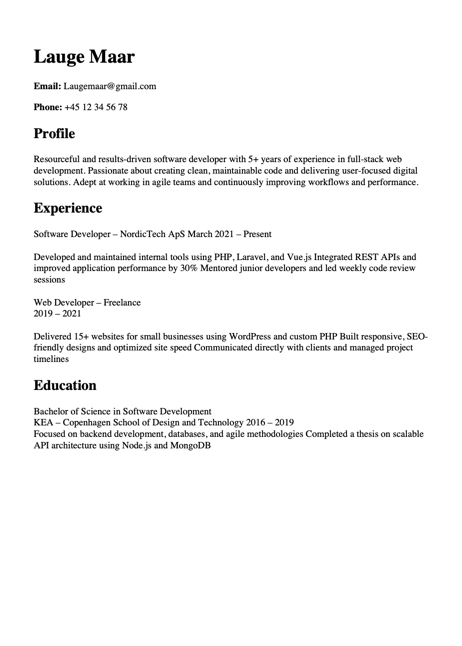 Lauge Maar
Email: Laugemaar@gmail.com
Phone: +45 12 34 56 78
Profile
Resourceful and results-driven software developer with 5+ years of experience in full-stack web
development. Passionate about creating clean, maintainable code and delivering user-focused digital
solutions. Adept at working in agile teams and continuously improving workflows and performance.
Experience
Software Developer – NordicTech ApS March 2021 – Present
Developed and maintained internal tools using PHP, Laravel, and Vue.js Integrated REST APIs and
improved application performance by 30% Mentored junior developers and led weekly code review
sessions
Web Developer – Freelance
2019 – 2021
Delivered 15+ websites for small businesses using WordPress and custom PHP Built responsive, SEO-
friendly designs and optimized site speed Communicated directly with clients and managed project
timelines
Education
Bachelor of Science in Software Development
KEA – Copenhagen School of Design and Technology 2016 – 2019
Focused on backend development, databases, and agile methodologies Completed a thesis on scalable
API architecture using Node.js and MongoDB